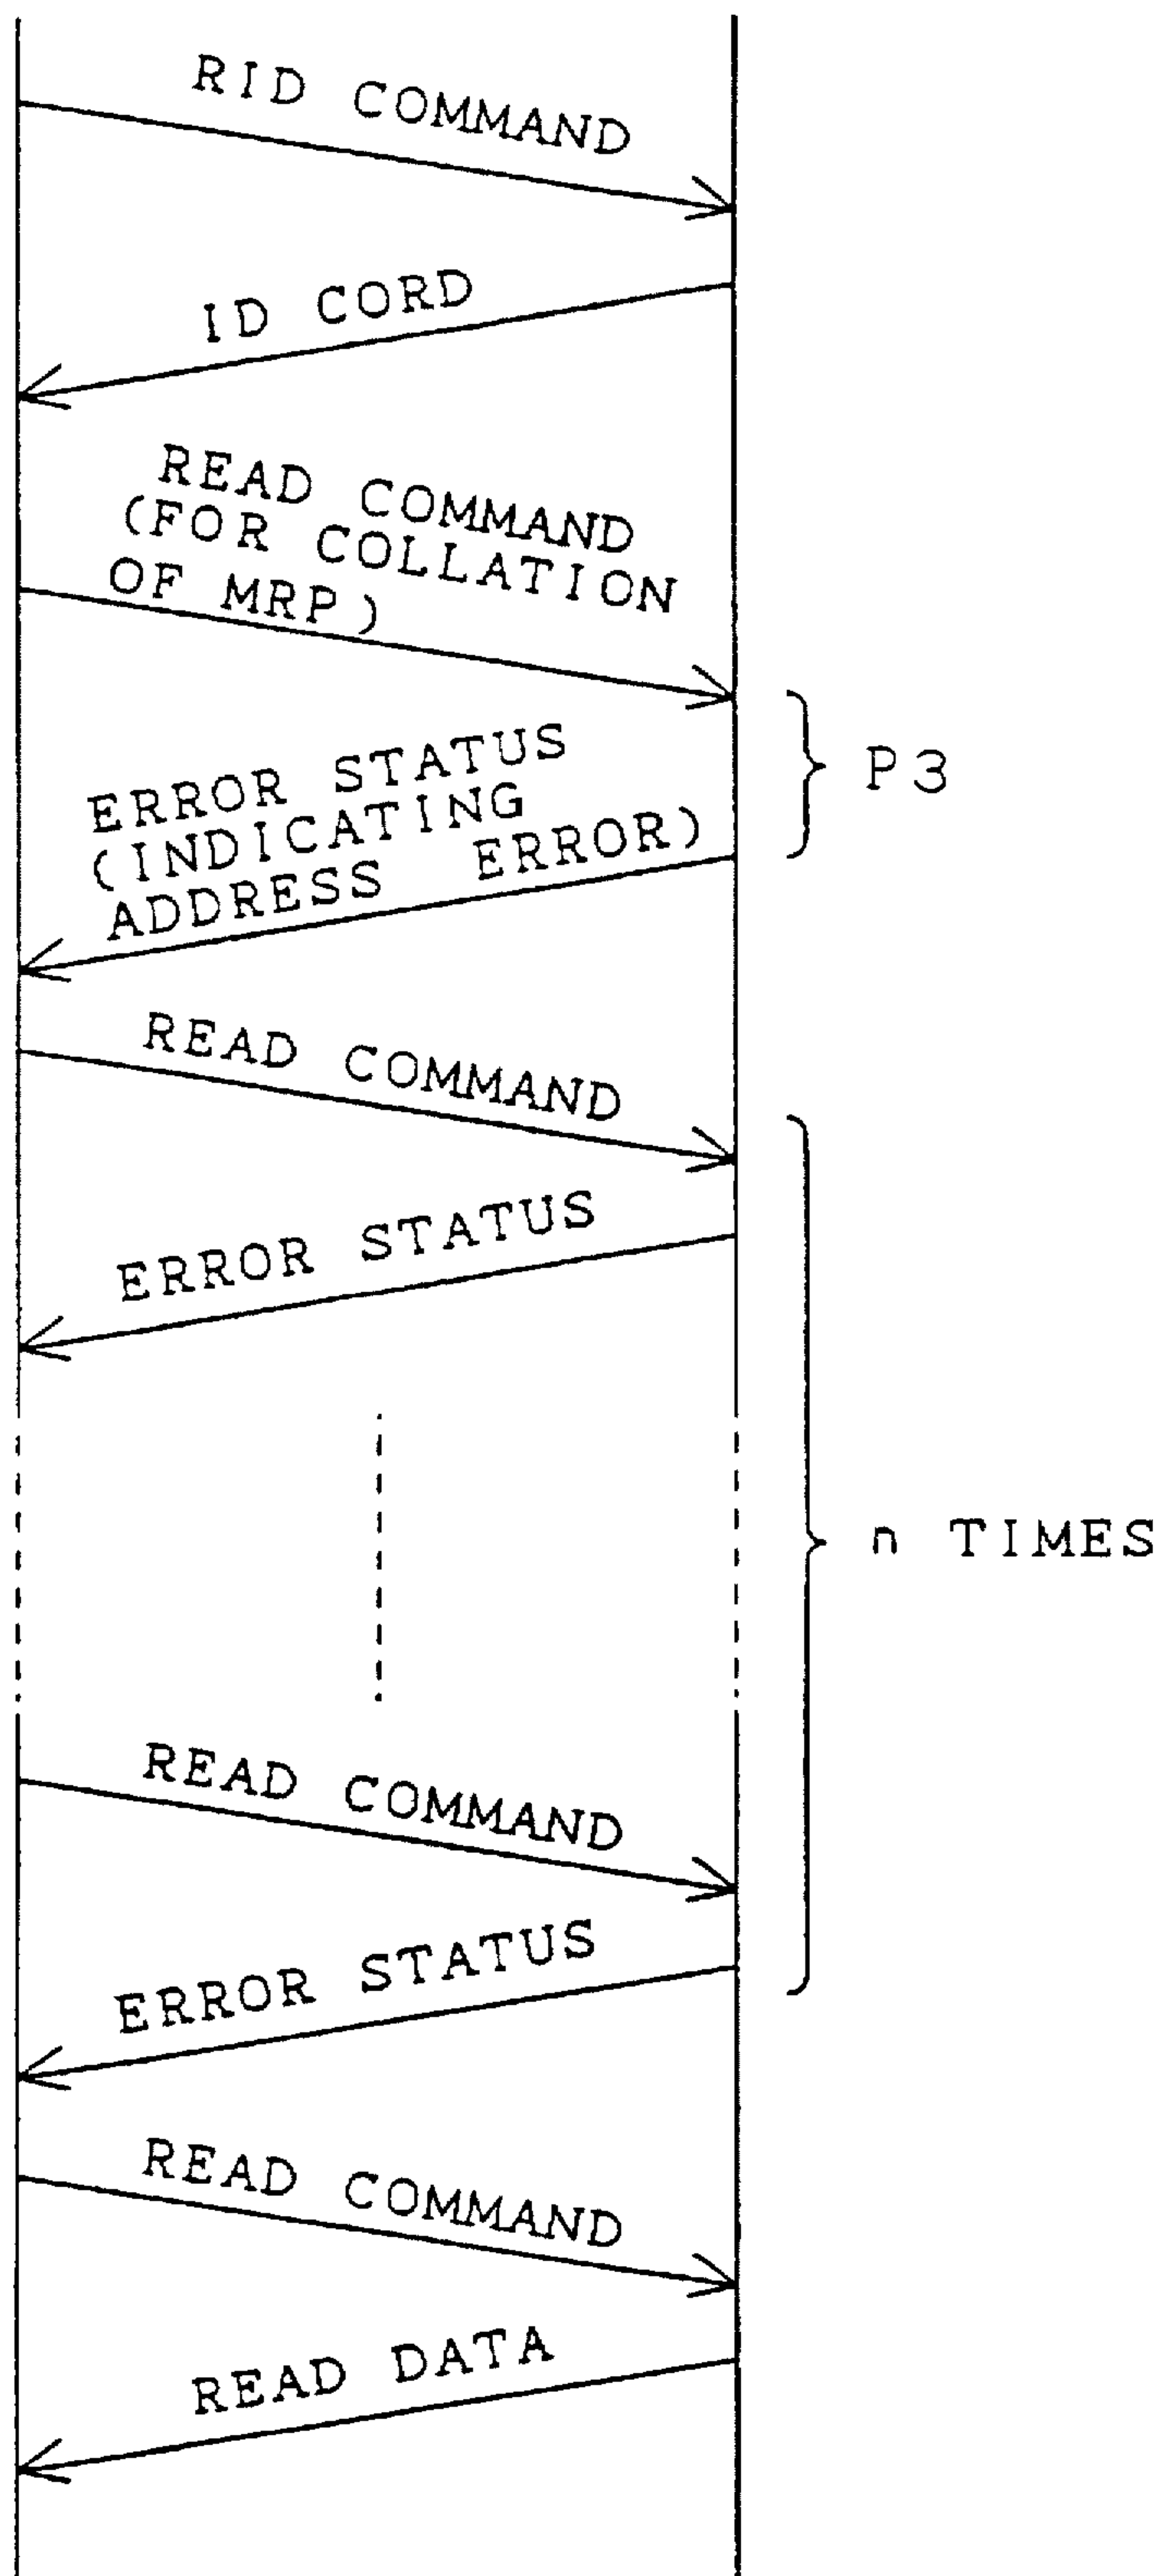 RID COMMAND
ID CORD
READ COMMAND
(FOR COLLATION
OF MRP)
P3
ERROR STATUS
(INDICATING
ADDRESS ERROR)
READ COMMAND
ERROR STATUS
n TIMES
READ COMMAND
ERROR STATUS
READ COMMAND
READ DATA